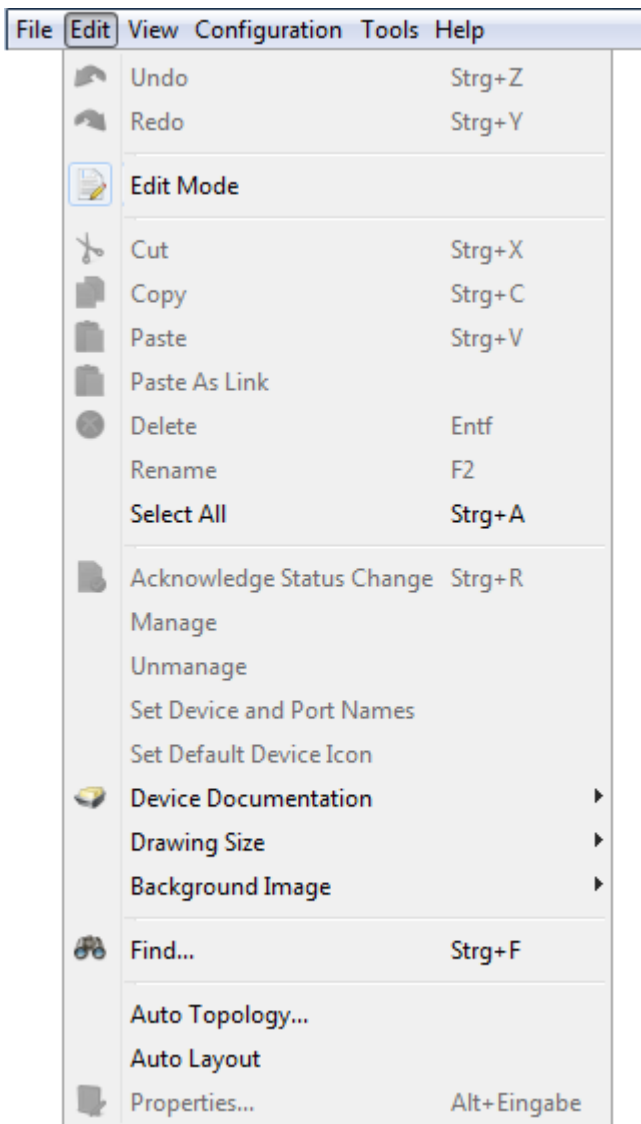 File Edit View Configuration Tools Help
Undo Strg+Z
Redo Strg+Y
Edit Mode
Cut Strg+X
Copy Strg+C
Paste Strg+V
Paste As Link
Delete Entf
Rename F2
Select All Strg+A
Acknowledge Status Change Strg+R
Manage
Unmanage
Set Device and Port Names
Set Default Device Icon
Device Documentation
Drawing Size
Background Image
Find... Strg+F
Auto Topology...
Auto Layout
Properties... Alt+Eingabe